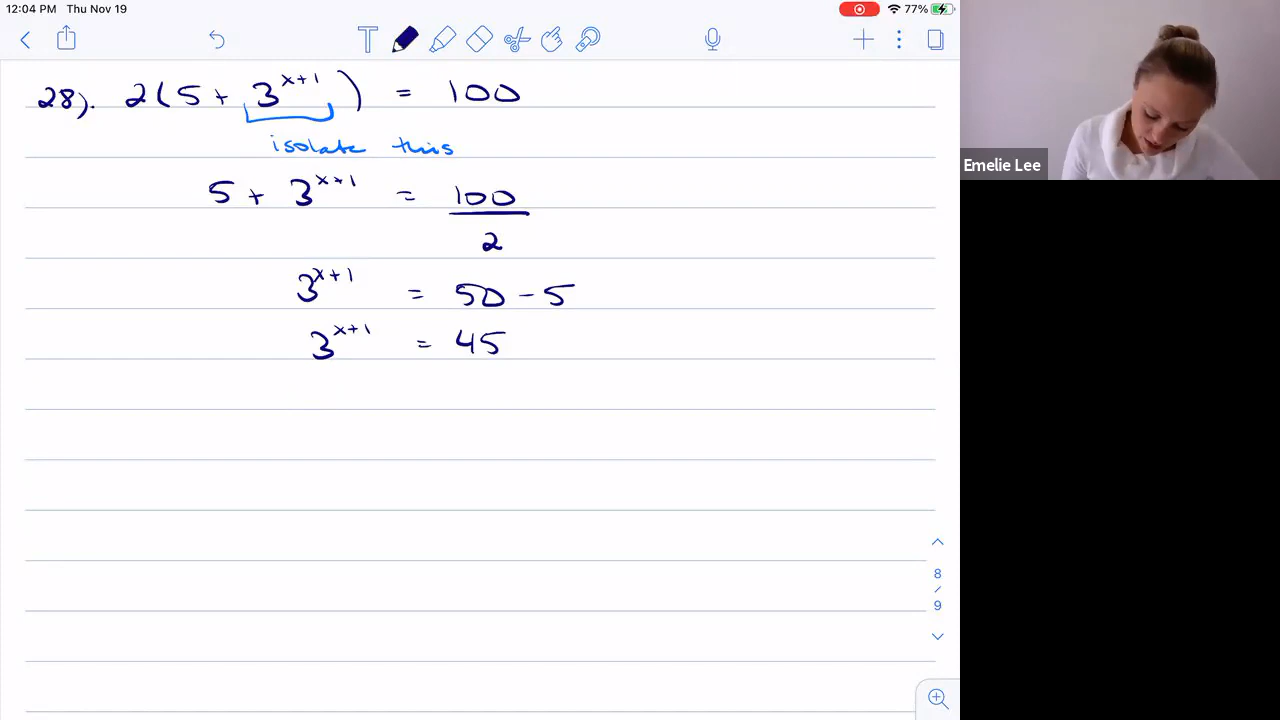 12:04 PM Thu Nov 19
77%
28). 2(5 + 3^{x+1}) = 100
isolate this
5 + 3^{x+1} = 100/2
3^{x+1} = 50 - 5
3^{x+1} = 45
8
/
9
Emelie Lee